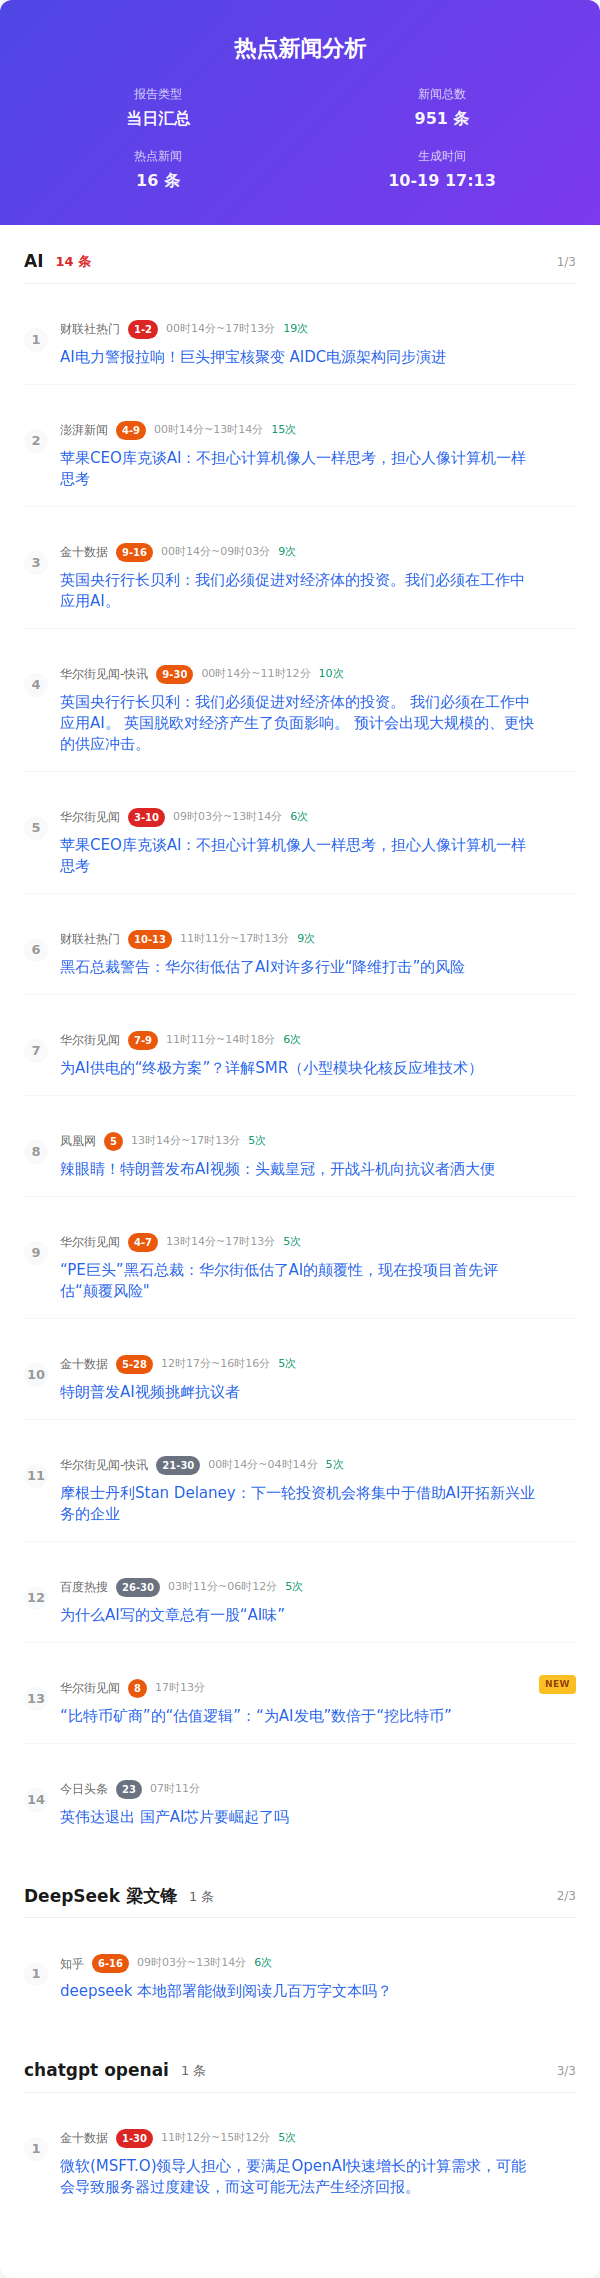 热点新闻分析
报告类型
当日汇总
新闻总数
951 条
热点新闻
16 条
生成时间
10-19 17:13
AI 14 条 1/3
1
财联社热门 1-2 00时14分~17时13分 19次
AI电力警报拉响！巨头押宝核聚变 AIDC电源架构同步演进
2
澎湃新闻 4-9 00时14分~13时14分 15次
苹果CEO库克谈AI：不担心计算机像人一样思考，担心人像计算机一样
思考
3
金十数据 9-16 00时14分~09时03分 9次
英国央行行长贝利：我们必须促进对经济体的投资。我们必须在工作中
应用AI。
4
华尔街见闻-快讯 9-30 00时14分~11时12分 10次
英国央行行长贝利：我们必须促进对经济体的投资。 我们必须在工作中
应用AI。 英国脱欧对经济产生了负面影响。 预计会出现大规模的、更快
的供应冲击。
5
华尔街见闻 3-10 09时03分~13时14分 6次
苹果CEO库克谈AI：不担心计算机像人一样思考，担心人像计算机一样
思考
6
财联社热门 10-13 11时11分~17时13分 9次
黑石总裁警告：华尔街低估了AI对许多行业“降维打击”的风险
7
华尔街见闻 7-9 11时11分~14时18分 6次
为AI供电的“终极方案”？详解SMR（小型模块化核反应堆技术）
8
凤凰网 5 13时14分~17时13分 5次
辣眼睛！特朗普发布AI视频：头戴皇冠，开战斗机向抗议者洒大便
9
华尔街见闻 4-7 13时14分~17时13分 5次
“PE巨头”黑石总裁：华尔街低估了AI的颠覆性，现在投项目首先评
估“颠覆风险"
10
金十数据 5-28 12时17分~16时16分 5次
特朗普发AI视频挑衅抗议者
11
华尔街见闻-快讯 21-30 00时14分~04时14分 5次
摩根士丹利Stan Delaney：下一轮投资机会将集中于借助AI开拓新兴业
务的企业
12
百度热搜 26-30 03时11分~06时12分 5次
为什么AI写的文章总有一股“AI味”
13
华尔街见闻 8 17时13分 NEW
“比特币矿商”的“估值逻辑”：“为AI发电”数倍于“挖比特币”
14
今日头条 23 07时11分
英伟达退出 国产AI芯片要崛起了吗
DeepSeek 梁文锋 1 条 2/3
1
知乎 6-16 09时03分~13时14分 6次
deepseek 本地部署能做到阅读几百万字文本吗？
chatgpt openai 1 条 3/3
1
金十数据 1-30 11时12分~15时12分 5次
微软(MSFT.O)领导人担心，要满足OpenAI快速增长的计算需求，可能
会导致服务器过度建设，而这可能无法产生经济回报。